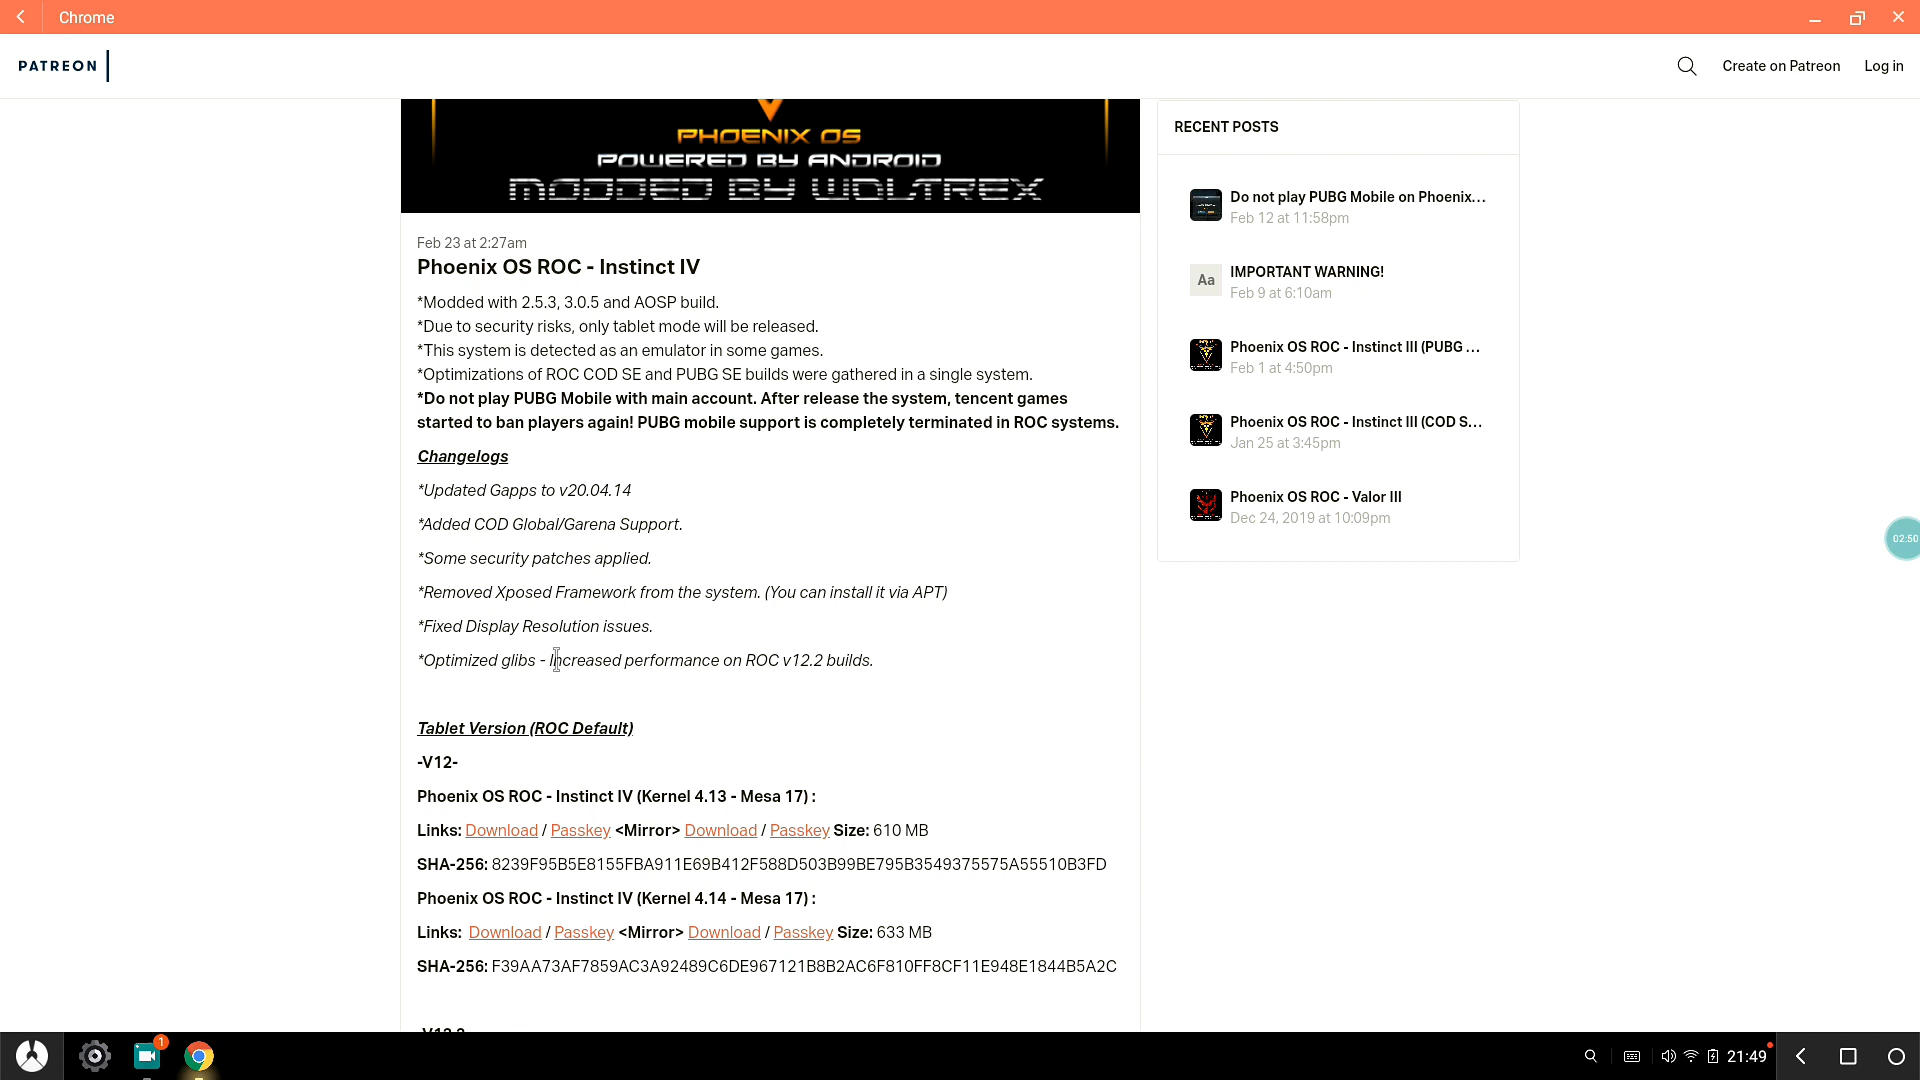 Chrome
PATREON
Create on Patreon
Log in
PHOENIX OS
POWERED BY ANDROID
MODDED BY WOLTREX
Feb 23 at 2:27am
Phoenix OS ROC - Instinct IV
*Modded with 2.5.3, 3.0.5 and AOSP build.
*Due to security risks, only tablet mode will be released.
*This system is detected as an emulator in some games.
*Optimizations of ROC COD SE and PUBG SE builds were gathered in a single system.
*Do not play PUBG Mobile with main account. After release the system, tencent games
started to ban players again! PUBG mobile support is completely terminated in ROC systems.
Changelogs
*Updated Gapps to v20.04.14
*Added COD Global/Garena Support.
*Some security patches applied.
*Removed Xposed Framework from the system. (You can install it via APT)
*Fixed Display Resolution issues.
*Optimized glibs - Increased performance on ROC v12.2 builds.
Tablet Version (ROC Default)
-V12-
Phoenix OS ROC - Instinct IV (Kernel 4.13 - Mesa 17) :
Links: Download / Passkey <Mirror> Download / Passkey Size: 610 MB
SHA-256: 8239F95B5E8155FBA911E69B412F588D503B99BE795B3549375575A55510B3FD
Phoenix OS ROC - Instinct IV (Kernel 4.14 - Mesa 17) :
Links: Download / Passkey <Mirror> Download / Passkey Size: 633 MB
SHA-256: F39AA73AF7859AC3A92489C6DE967121B8B2AC6F810FF8CF11E948E1844B5A2C
RECENT POSTS
Do not play PUBG Mobile on Phoenix...
Feb 12 at 11:58pm
Aa
IMPORTANT WARNING!
Feb 9 at 6:10am
Phoenix OS ROC - Instinct III (PUBG ...
Feb 1 at 4:50pm
Phoenix OS ROC - Instinct III (COD S...
Jan 25 at 3:45pm
Phoenix OS ROC - Valor III
Dec 24, 2019 at 10:09pm
02:50
1
21:49